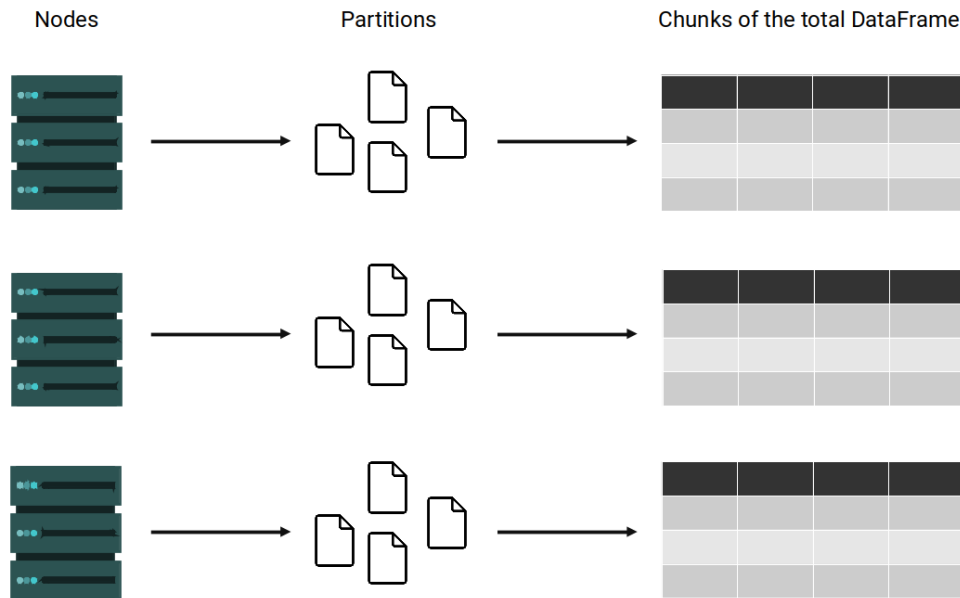 Nodes
Partitions
Chunks of the total DataFrame